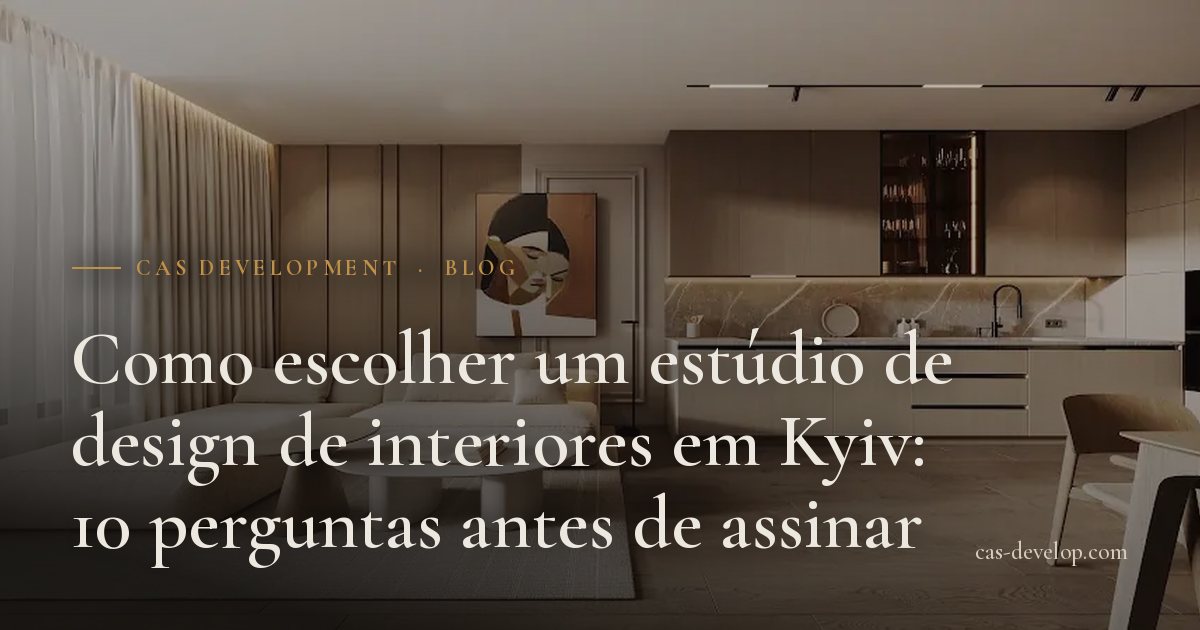 CAS DEVELOPMENT · BLOG
Como escolher um estúdio de
design de interiores em Kyiv:
10 perguntas antes de assinar
cas-develop.com